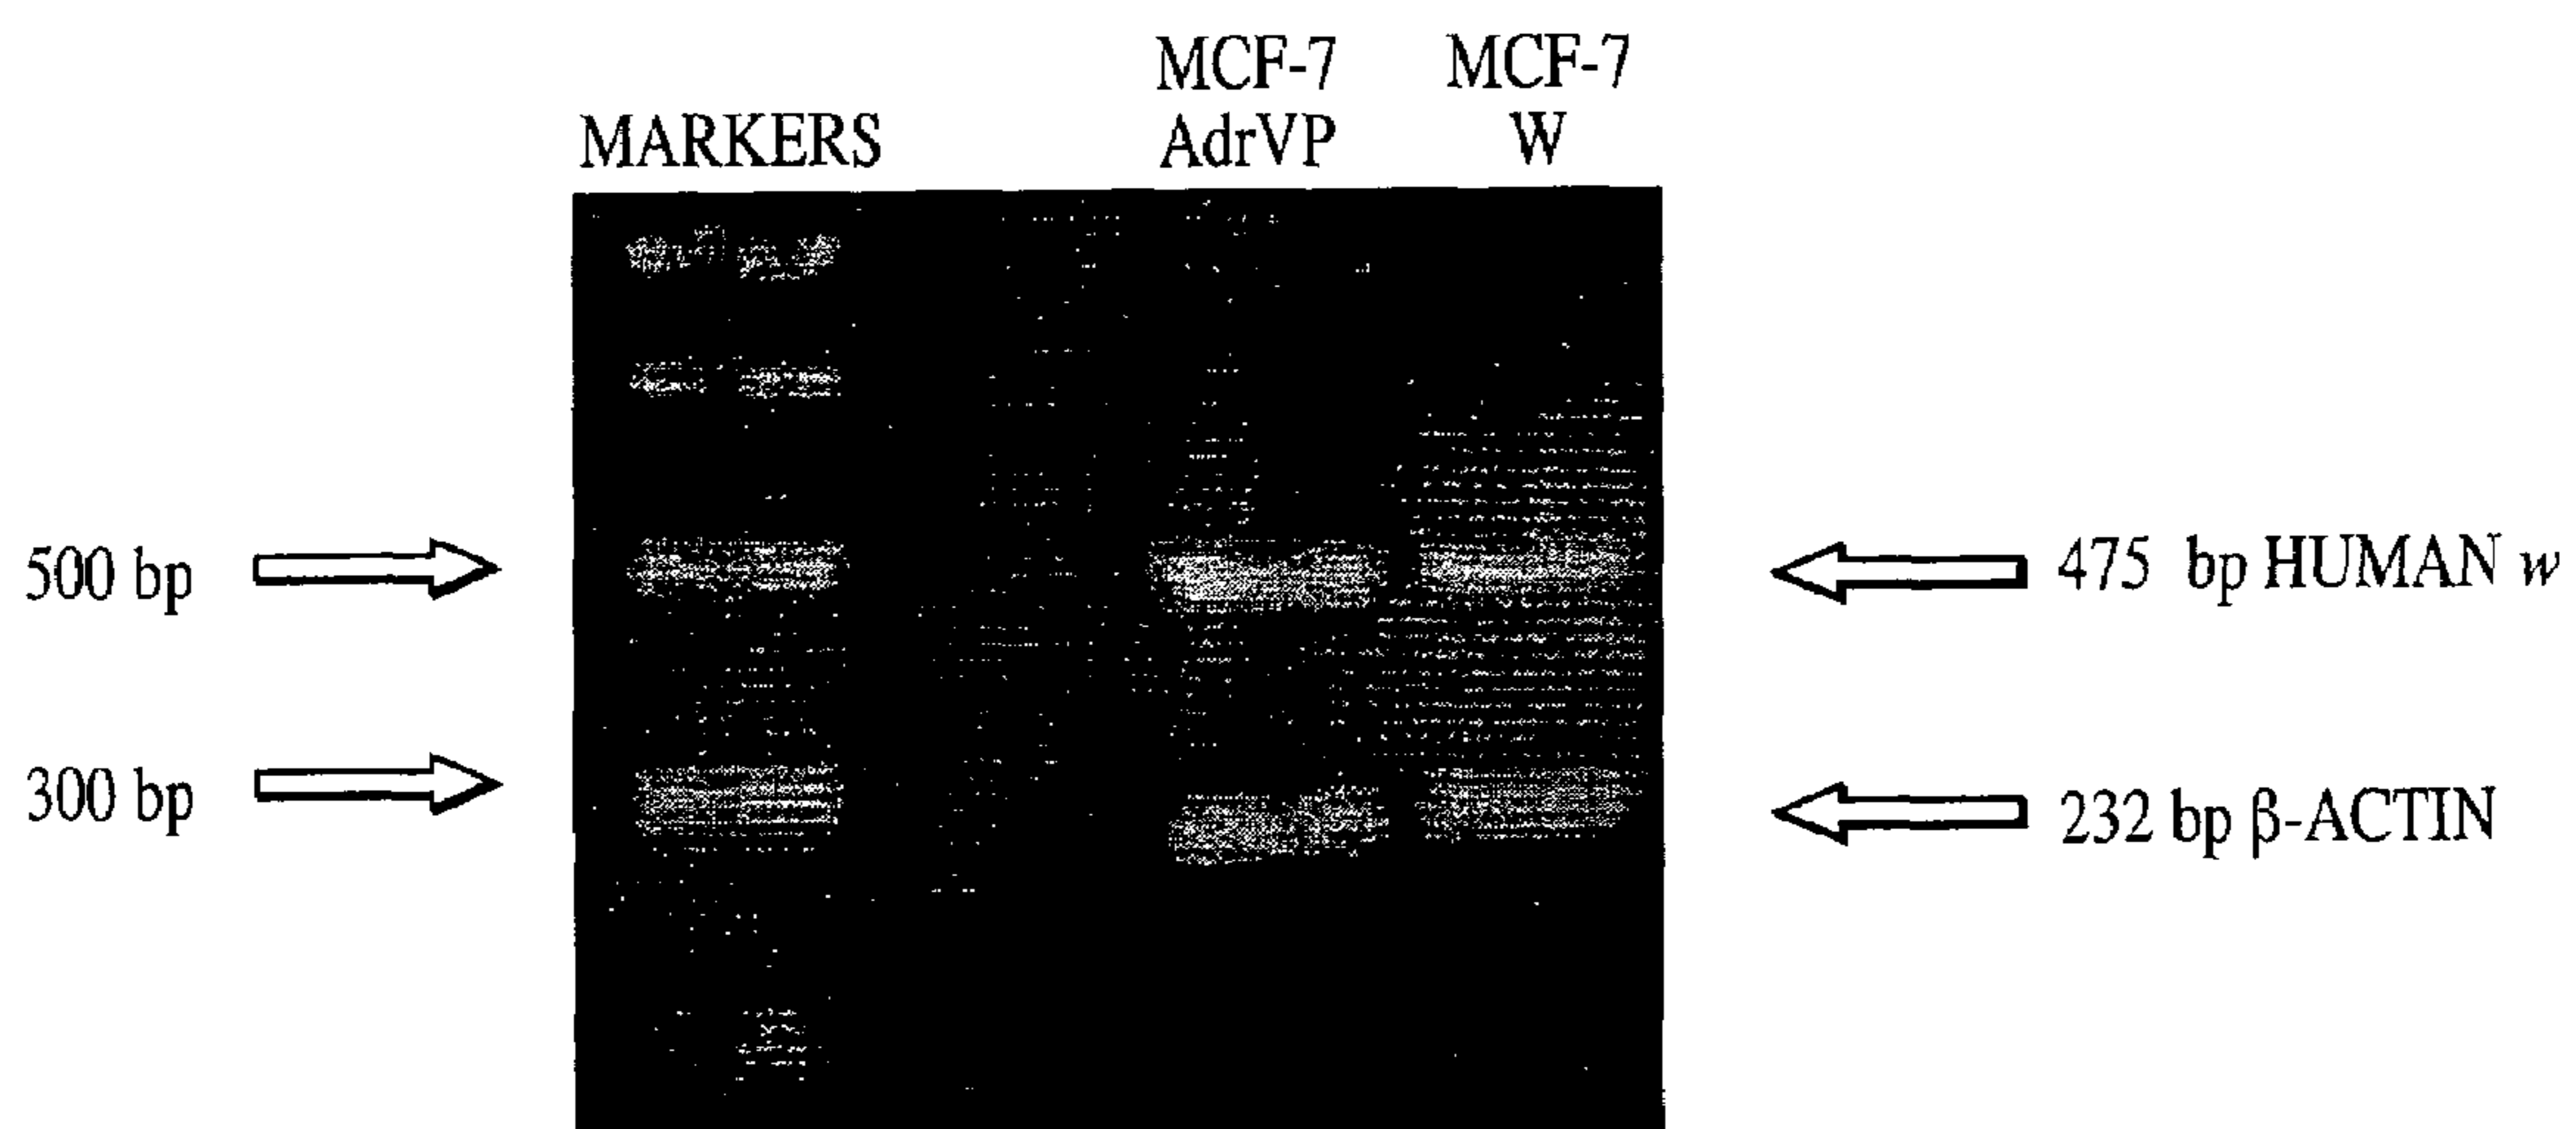 MARKERS
MCF-7
AdrVP
MCF-7
W
500 bp
300 bp
475 bp HUMAN w
232 bp β-ACTIN